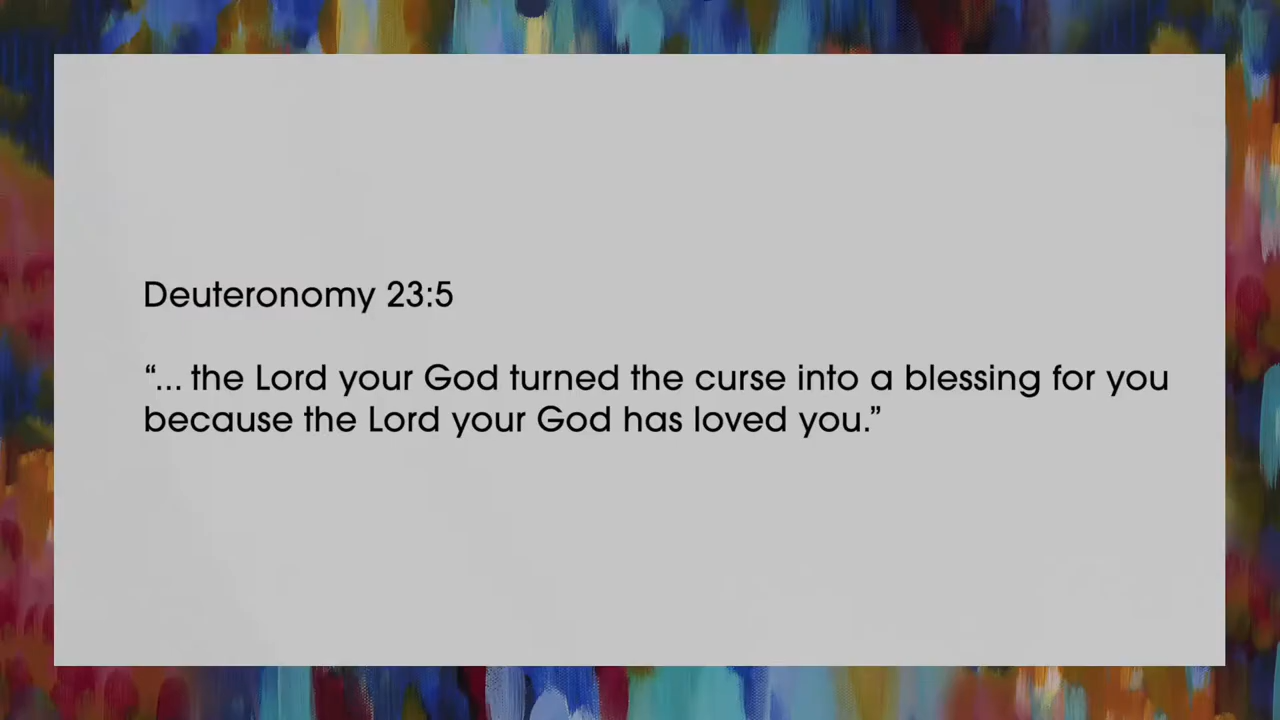 Deuteronomy 23:5
“... the Lord your God turned the curse into a blessing for you
because the Lord your God has loved you.”